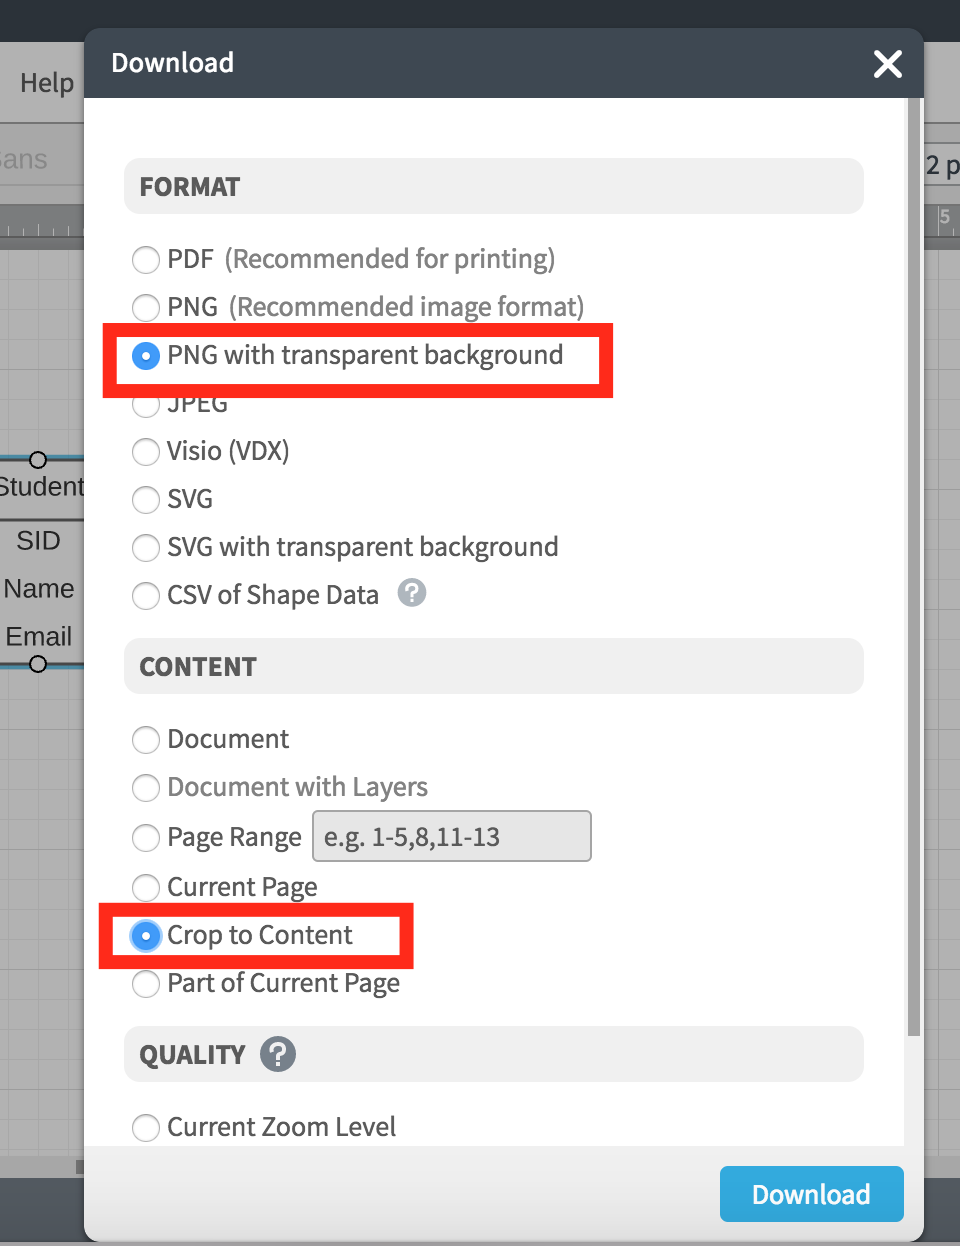 Download
Help
FORMAT
PDF (Recommended for printing)
PNG (Recommended image format)
PNG with transparent background
JPEG
Visio (VDX)
SVG
SVG with transparent background
CSV of Shape Data ?
CONTENT
Document
Document with Layers
Page Range e.g. 1-5,8,11-13
Current Page
Crop to Content
Part of Current Page
QUALITY ?
Current Zoom Level
Download
Sans
2 p
5
Student
SID
Name
Email